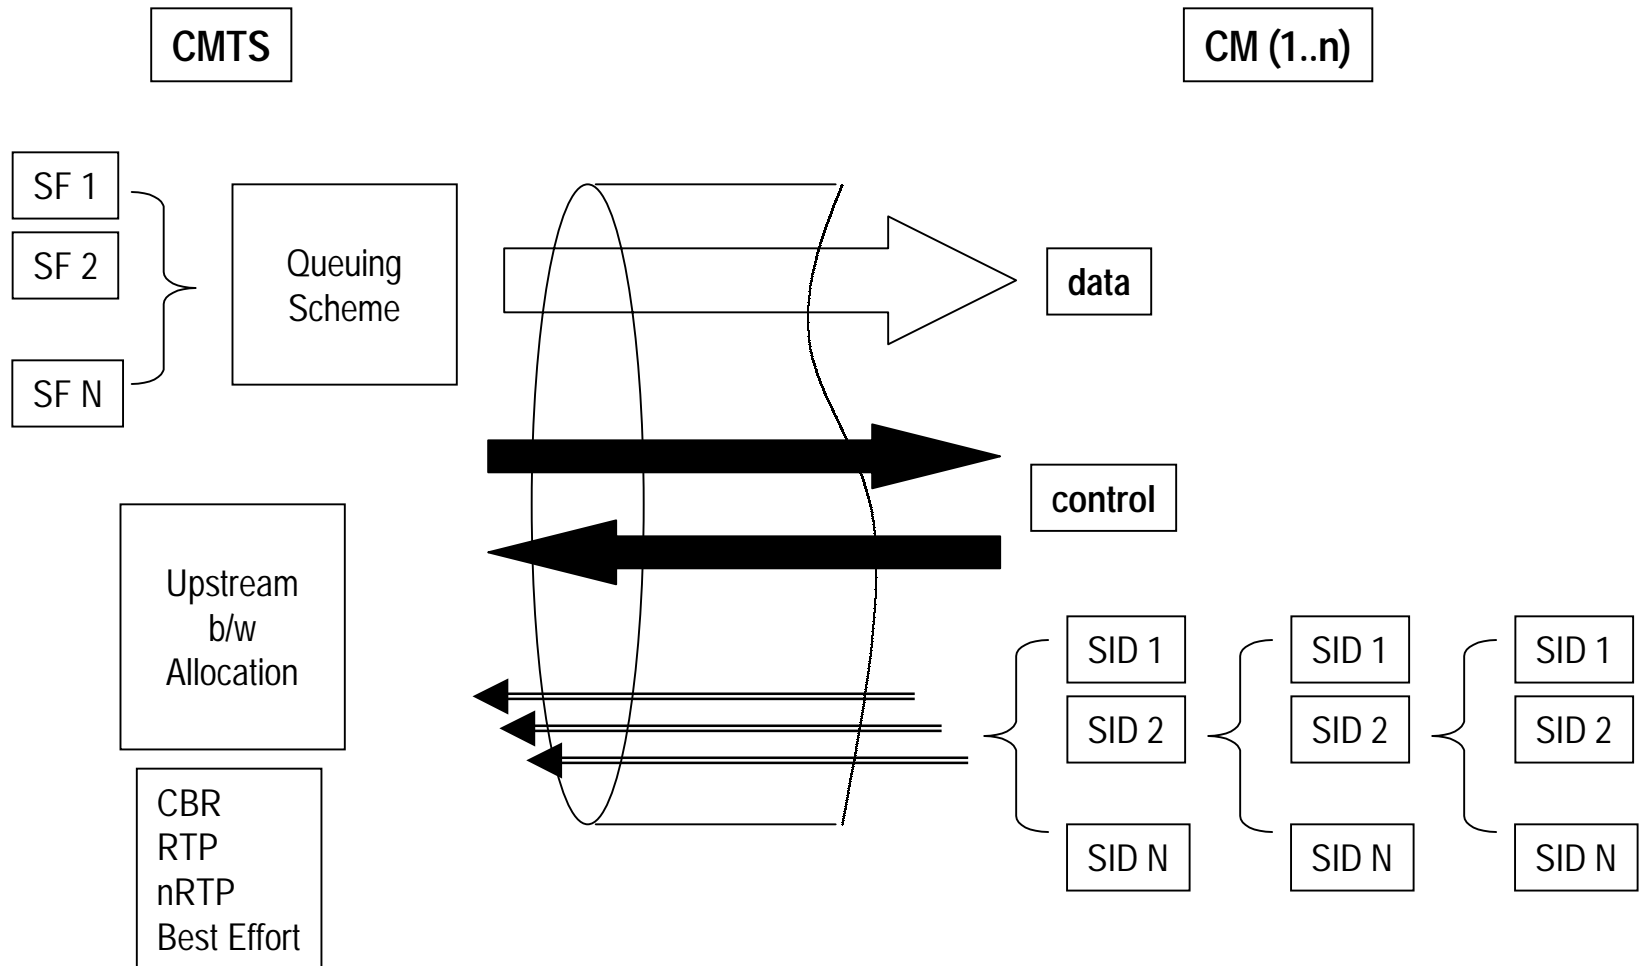 CMTS
CM (1..n)
SF 1
SF 2
SF N
Queuing
Scheme
data
control
Upstream
b/w
Allocation
CBR
RTP
nRTP
Best Effort
SID 1
SID 2
SID N
SID 1
SID 2
SID N
SID 1
SID 2
SID N